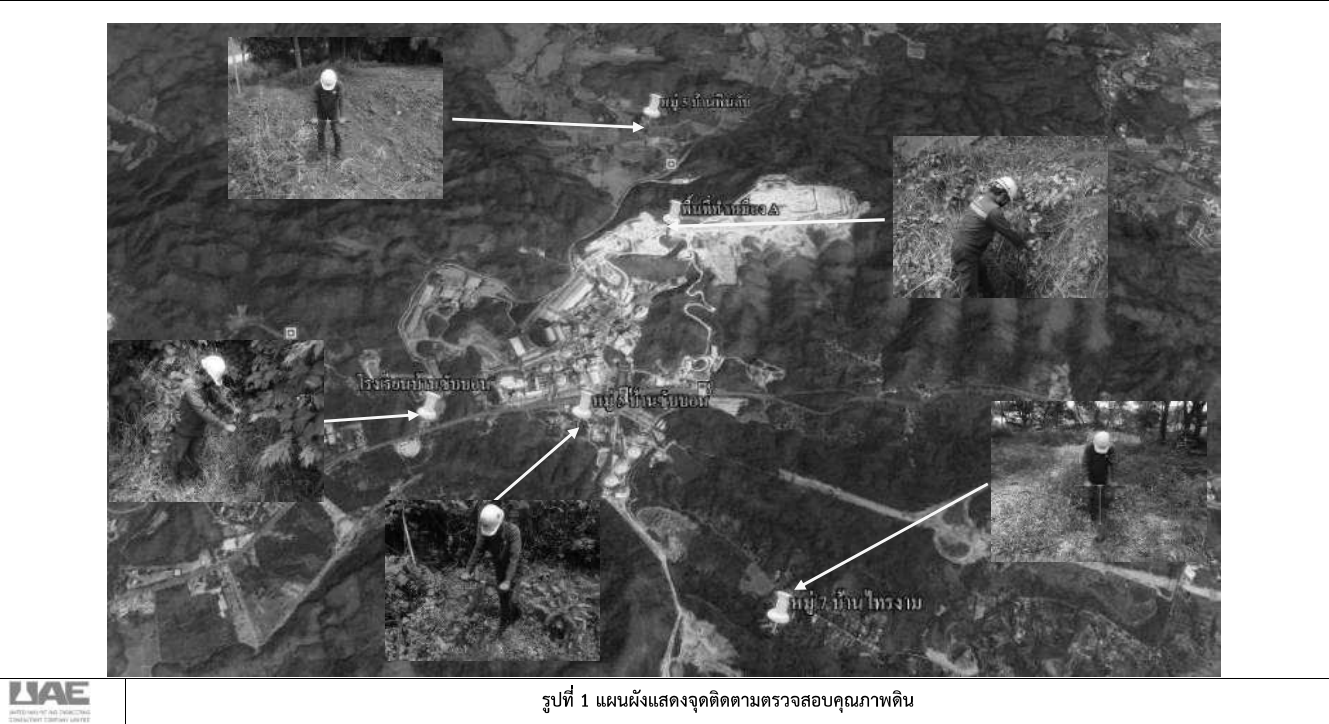 หมู่ 5 บ้านหินลับ
พื้นที่ทำเหมือง A
โรงเรียนบ้านซับบอน
หมู่ 5 บ้านซับบอน
หมู่ 7 บ้านไทรงาม
UAE
รูปที่ 1 แผนผังแสดงจุดติดตามตรวจสอบคุณภาพดิน